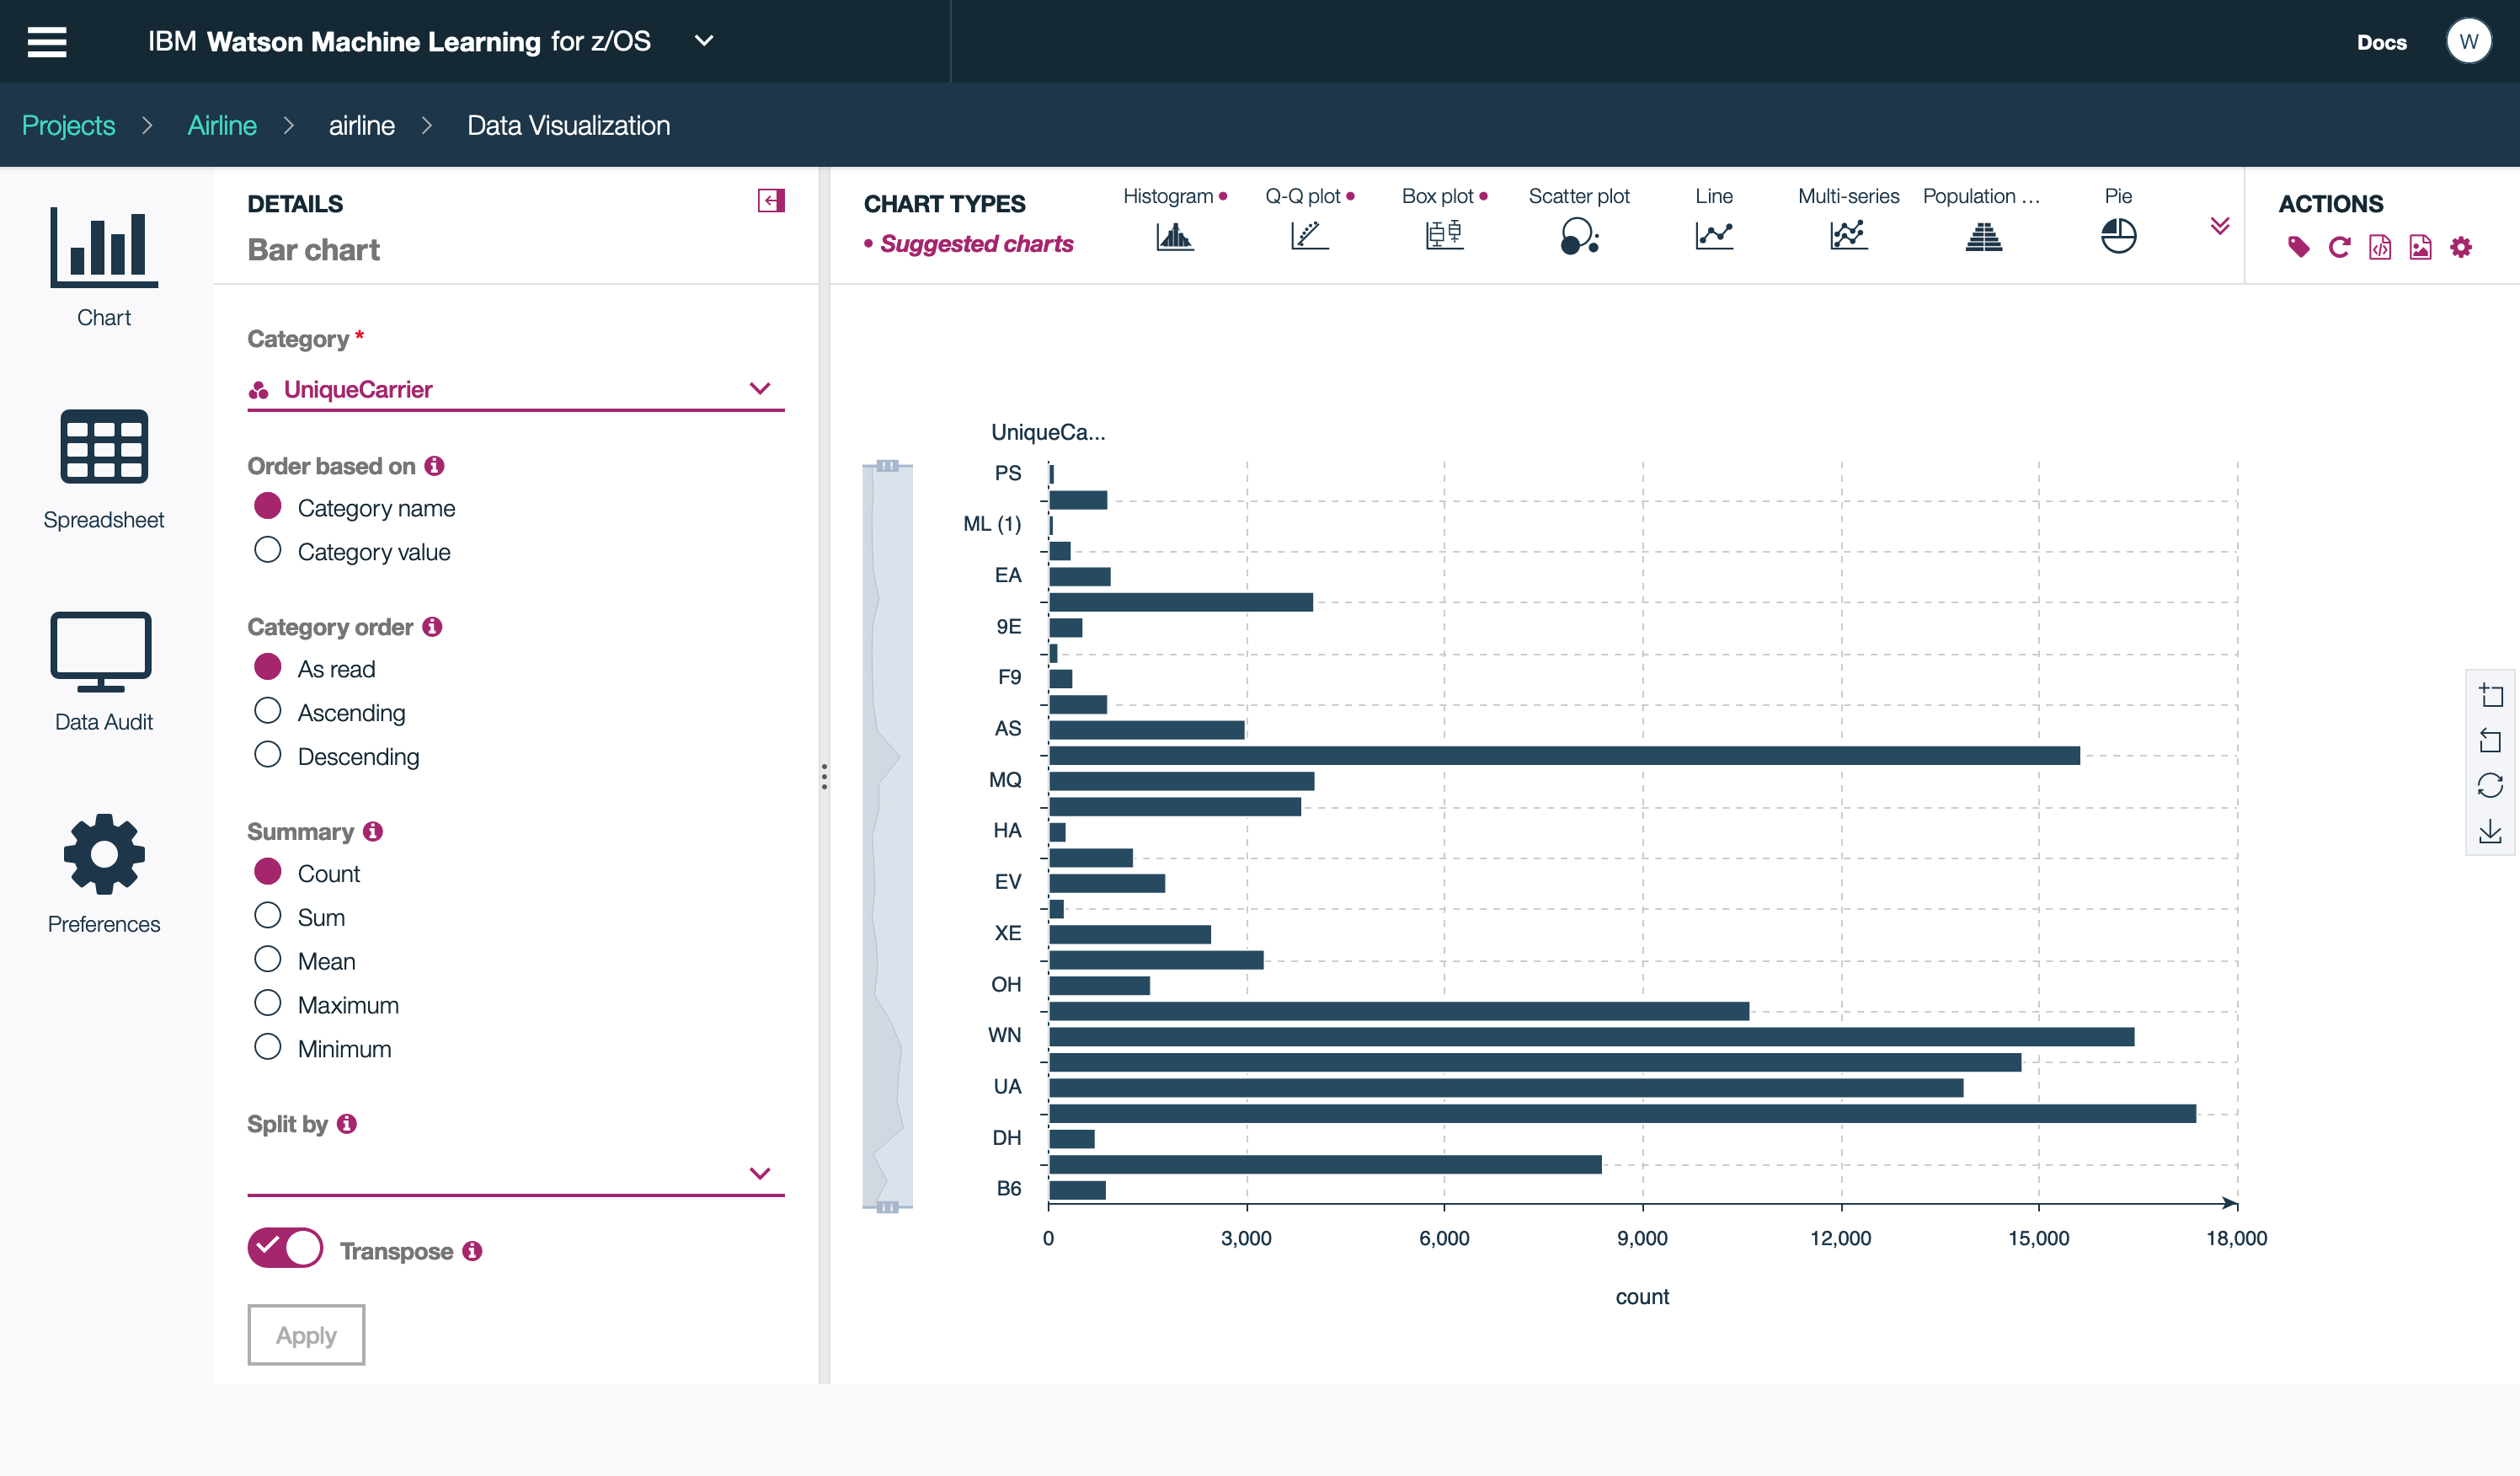 IBM Watson Machine Learning for z/OS
Docs
W
Projects > Airline > airline > Data Visualization
Chart
Spreadsheet
Data Audit
Preferences
DETAILS
Bar chart
Category *
UniqueCarrier
Order based on
Category name
Category value
Category order
As read
Ascending
Descending
Summary
Count
Sum
Mean
Maximum
Minimum
Split by
Transpose
Apply
CHART TYPES
• Suggested charts
Histogram •
Q-Q plot •
Box plot •
Scatter plot
Line
Multi-series
Population ...
Pie
ACTIONS
UniqueCa...
PS
ML (1)
EA
9E
F9
AS
MQ
HA
EV
XE
OH
WN
UA
DH
B6
0 3,000 6,000 9,000 12,000 15,000 18,000
count